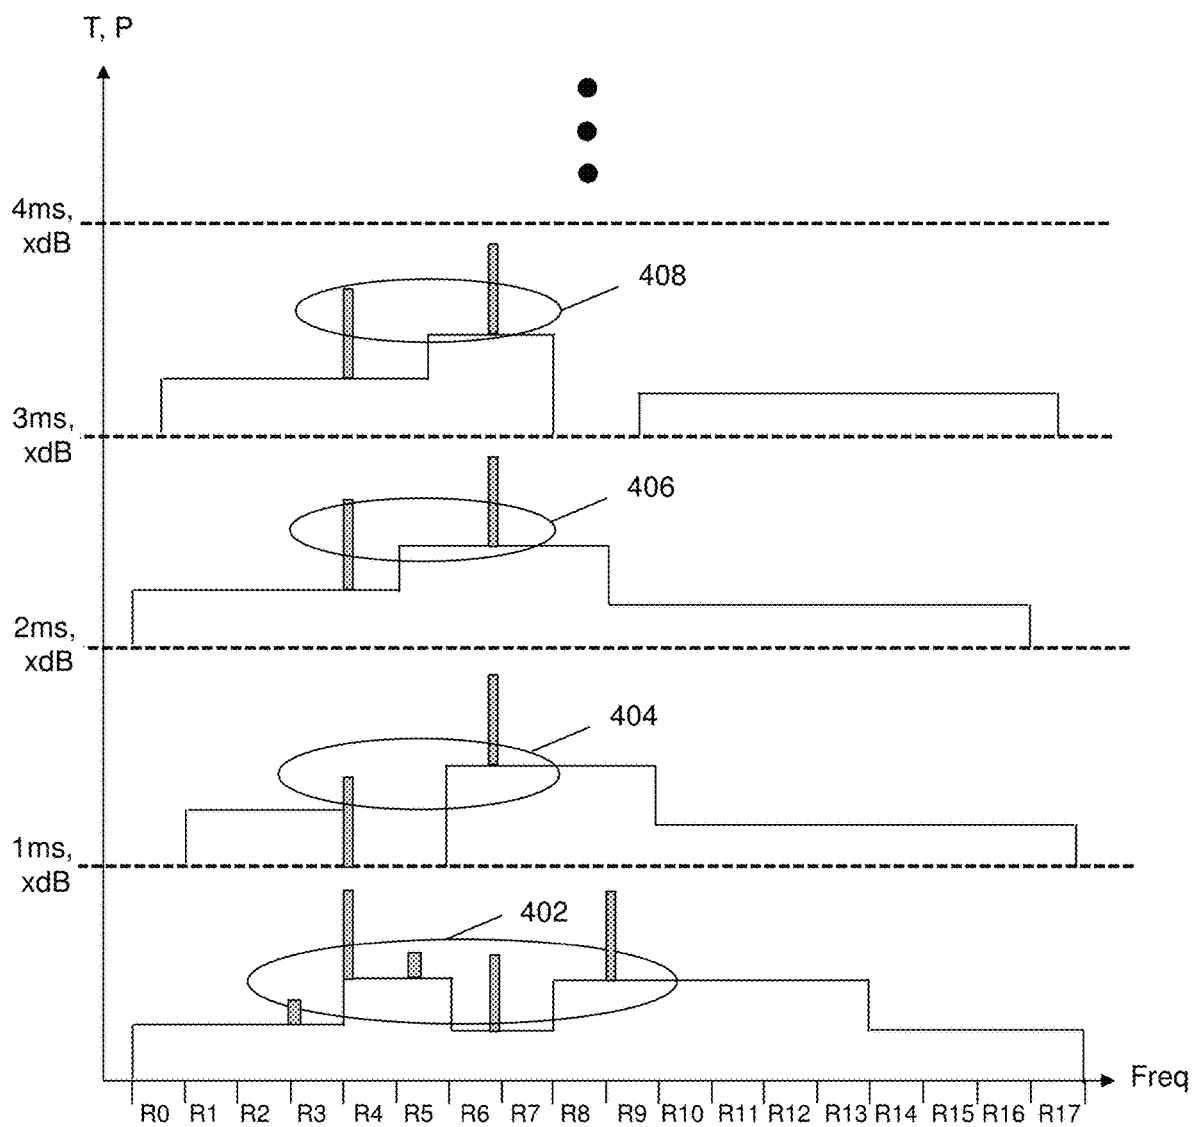 T, P
4ms,
xdB
408
3ms,
xdB
406
2ms,
xdB
404
1ms,
xdB
402
Freq
R0 R1 R2 R3 R4 R5 R6 R7 R8 R9 R10 R11 R12 R13 R14 R15 R16 R17